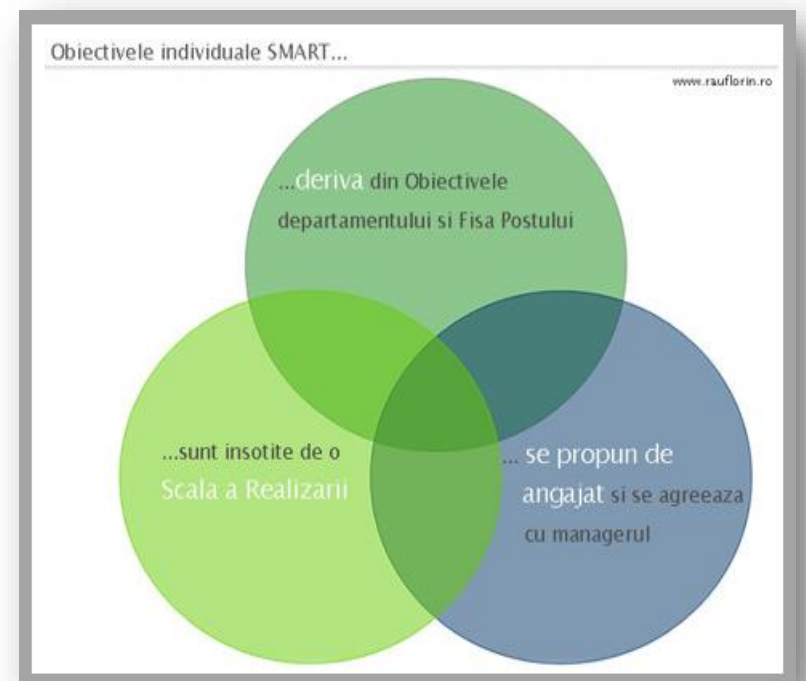 Obiectivele individuale SMART...
www.rauflorin.ro
...deriva din Obiectivele
departamentului si Fisa Postului
...sunt insotite de o
Scala a Realizarii
... se propun de
angajat si se agreeaza
cu managerul